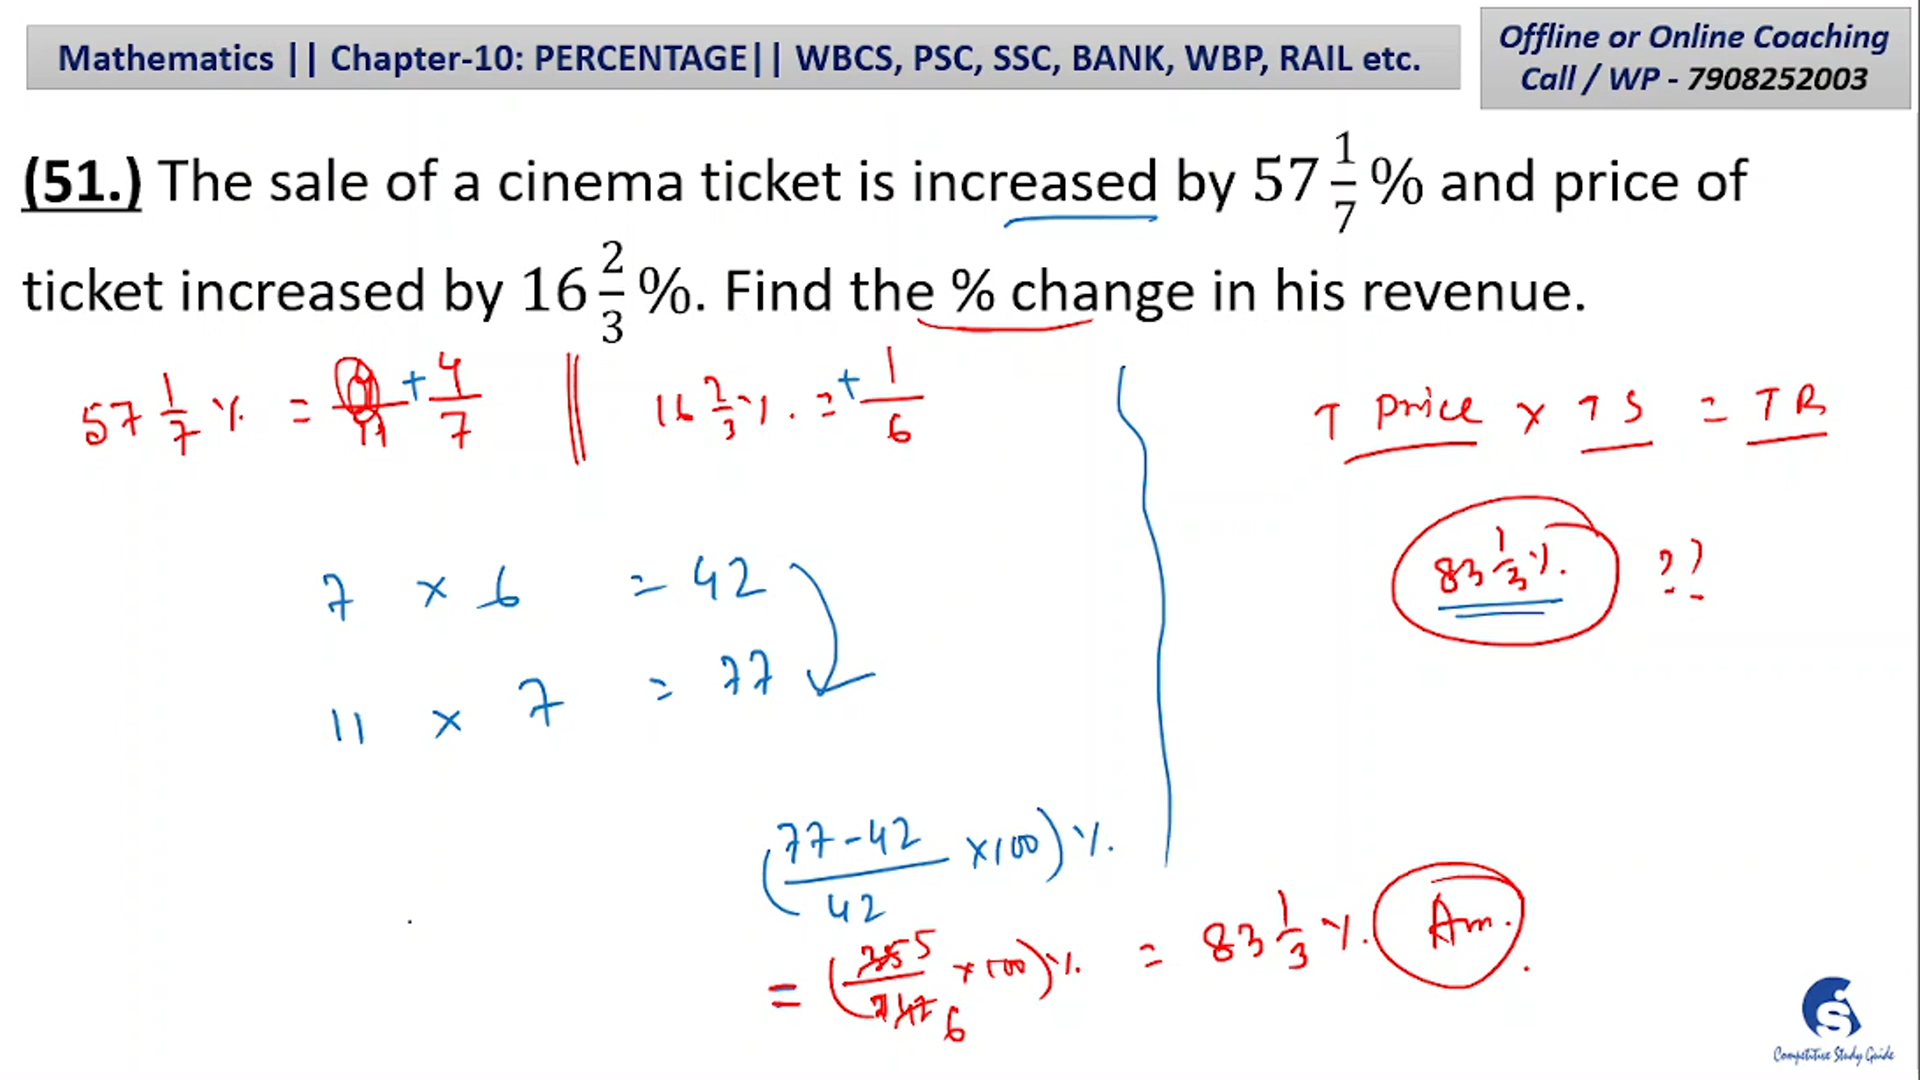 Mathematics || Chapter-10: PERCENTAGE|| WBCS, PSC, SSC, BANK, WBP, RAIL etc.
Offline or Online Coaching
Call / WP - 7908252003
(51.) The sale of a cinema ticket is increased by 57 1/7 % and price of
ticket increased by 16 2/3 %. Find the % change in his revenue.
57 1/7 % = + 4/7 || 16 2/3 % = + 1/6
T Price × T S = T R
83 1/3 % ??
7 × 6 = 42
11 × 7 = 77
(77-42/42 ×100) %
= (35 5/42 6 ×100) % = 83 1/3 % Ans.
Competitive Study Guide